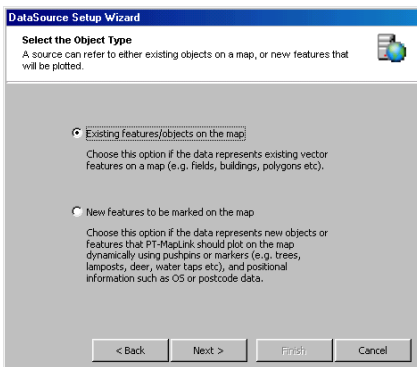 DataSource Setup Wizard
Select the Object Type
A source can refer to either existing objects on a map, or new features that
will be plotted.
Existing features/objects on the map
Choose this option if the data represents existing vector
features on a map (e.g. fields, buildings, polygons etc).
New features to be marked on the map
Choose this option if the data represents new objects or
features that PT-MapLink should plot on the map
dynamically using pushpins or markers (e.g. trees,
lampposts, deer, water taps etc), and positional
information such as OS or postcode data.
< Back Next > Finish Cancel